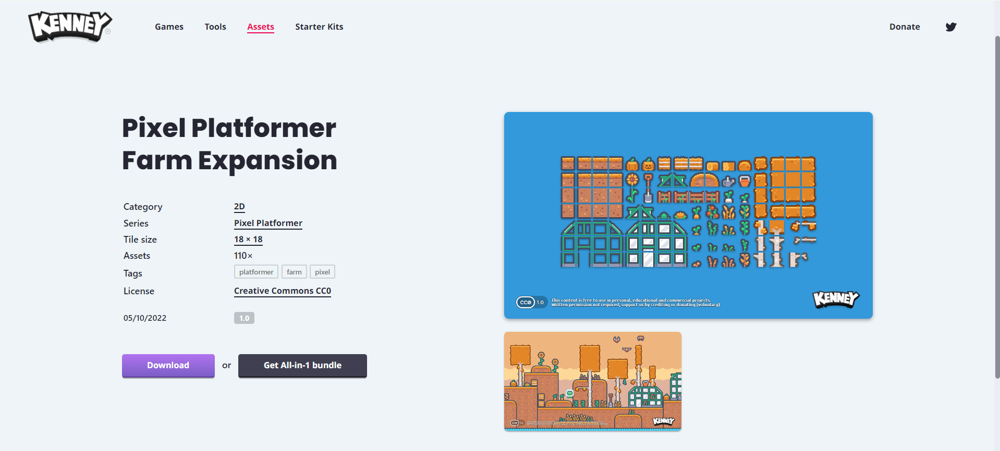 KENNEY
Games Tools Assets Starter Kits Donate
Pixel Platformer
Farm Expansion
Category 2D
Series Pixel Platformer
Tile size 18 × 18
Assets 110×
Tags platformer farm pixel
License Creative Commons CC0
05/10/2022 1.0
Download or Get All-in-1 bundle
CC0 1.0
This content is free to use in personal, educational and commercial projects.
Written permission not required, support us by crediting or donating (voluntary)
KENNEY
CC0 1.0
KENNEY